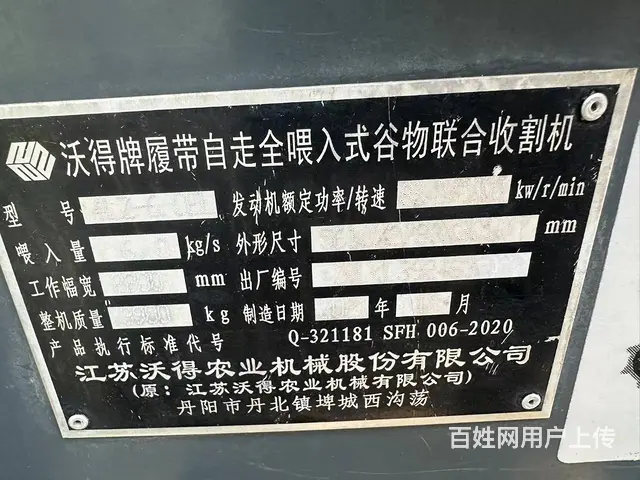 沃得牌履带自走全喂入式谷物联合收割机
型 号 发动机额定功率/转速 kw/r/min
喂入量 kg/s 外形尺寸 mm
工作幅宽 mm 出厂编号
整机质量 kg 制造日期 年 月
产品执行标准代号 Q-321181 SFH 006-2020
江苏沃得农业机械股份有限公司
(原：江苏沃得农业机械有限公司)
丹阳市丹北镇埤城西沟荡
百姓网用户上传